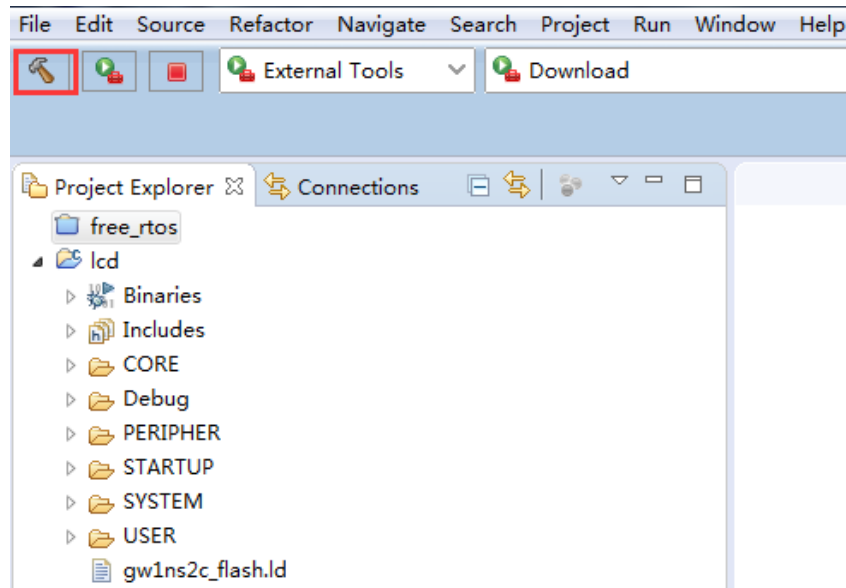 File Edit Source Refactor Navigate Search Project Run Window Help
External Tools Download
Project Explorer Connections
free_rtos
lcd
Binaries
Includes
CORE
Debug
PERIPHER
STARTUP
SYSTEM
USER
gw1ns2c_flash.ld